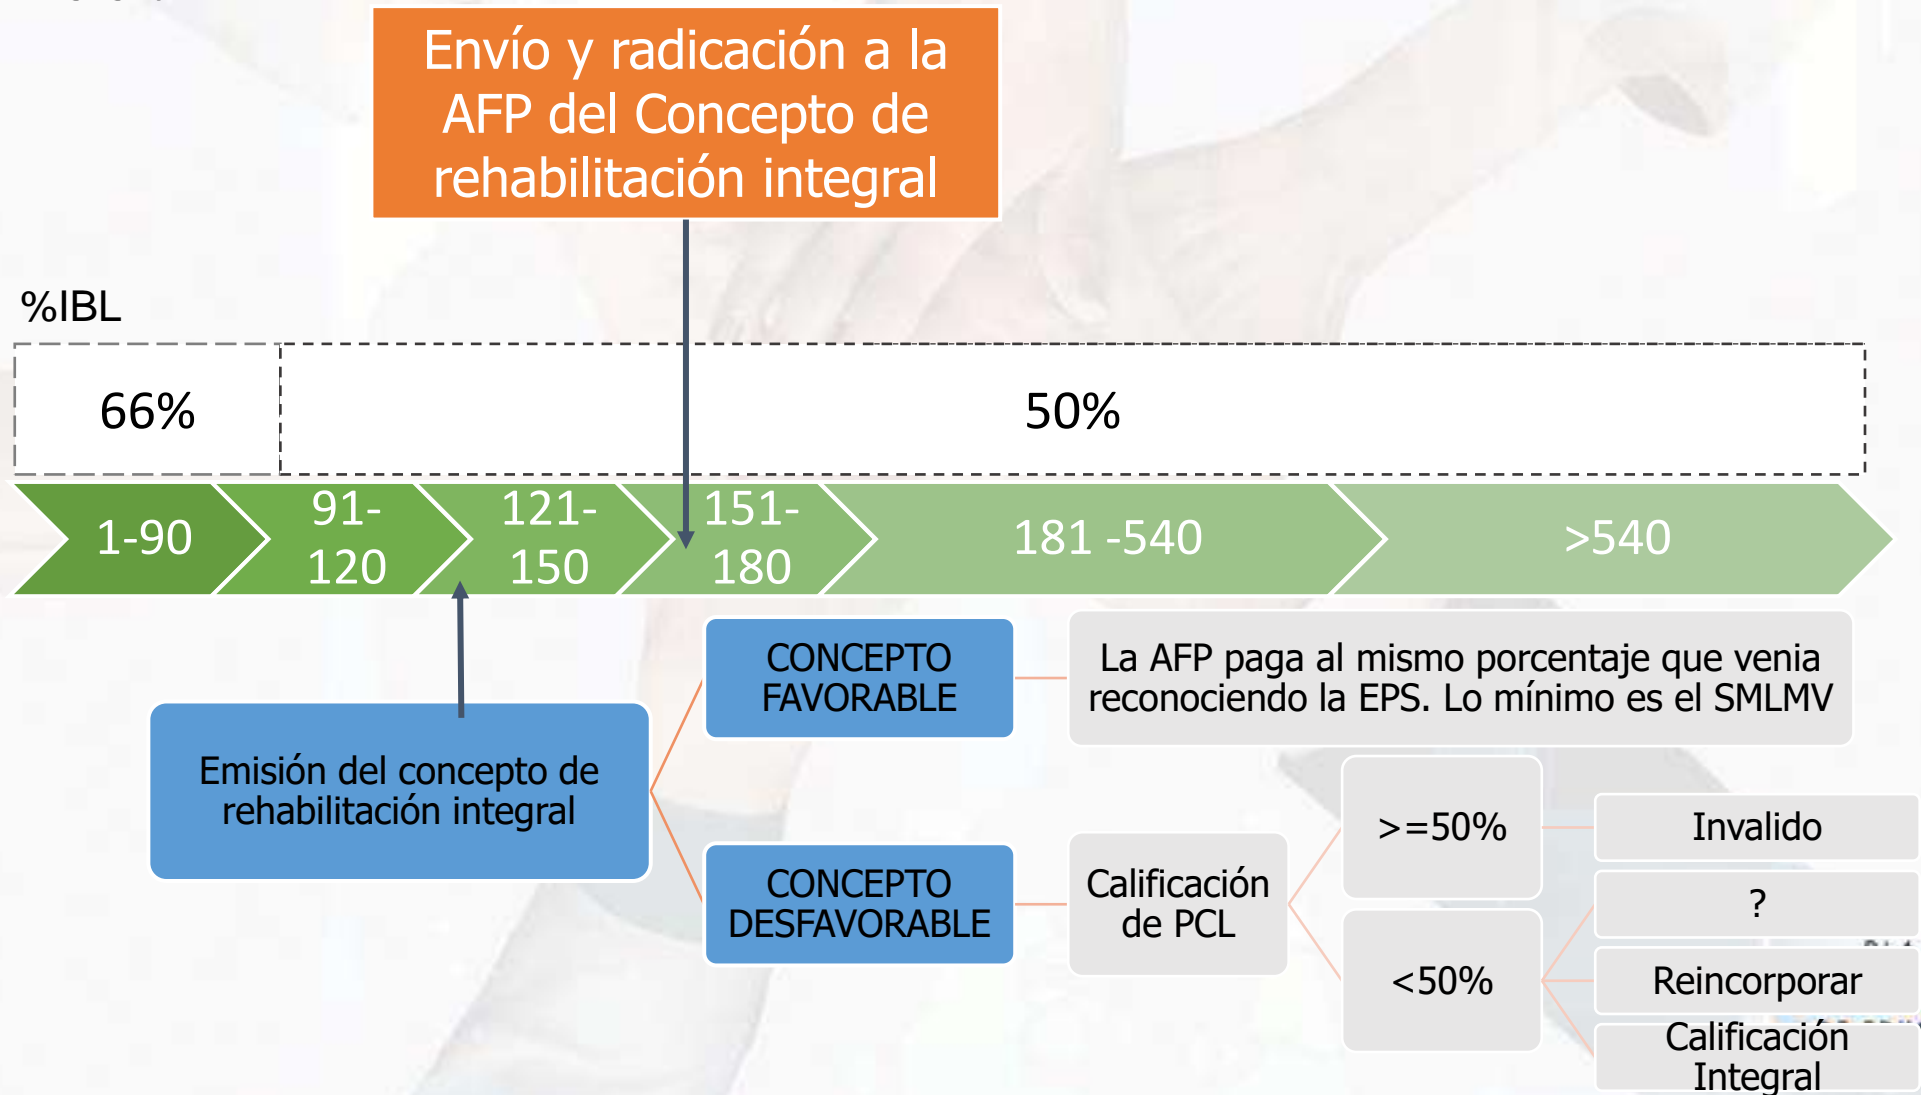 Envío y radicación a la
AFP del Concepto de
rehabilitación integral
%IBL
66%
50%
1-90
91-
120
121-
150
151-
180
181 -540
>540
CONCEPTO
FAVORABLE
La AFP paga al mismo porcentaje que venia
reconociendo la EPS. Lo mínimo es el SMLMV
Emisión del concepto de
rehabilitación integral
CONCEPTO
DESFAVORABLE
Calificación
de PCL
>=50%
Invalido
<50%
?
Reincorporar
Calificación
Integral